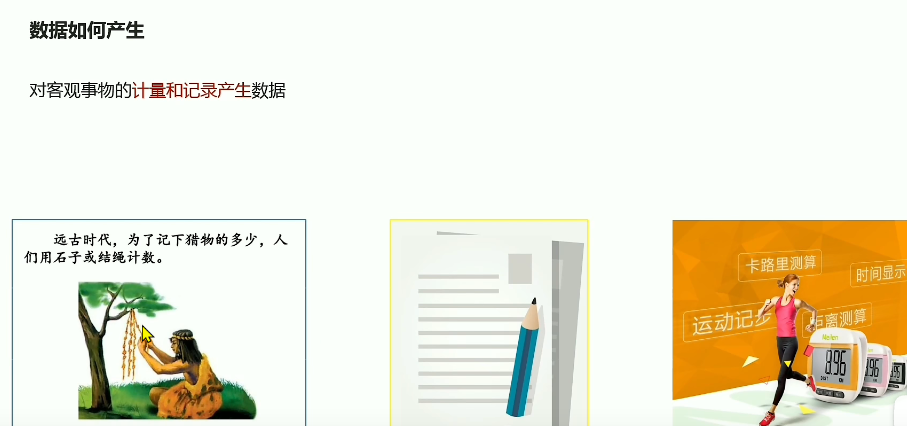 数据如何产生
对客观事物的计量和记录产生数据
远古时代，为了记下猎物的多少，人
们用石子或结绳计数。
卡路里测算
时间显示
运动记步
距离测算
8.96